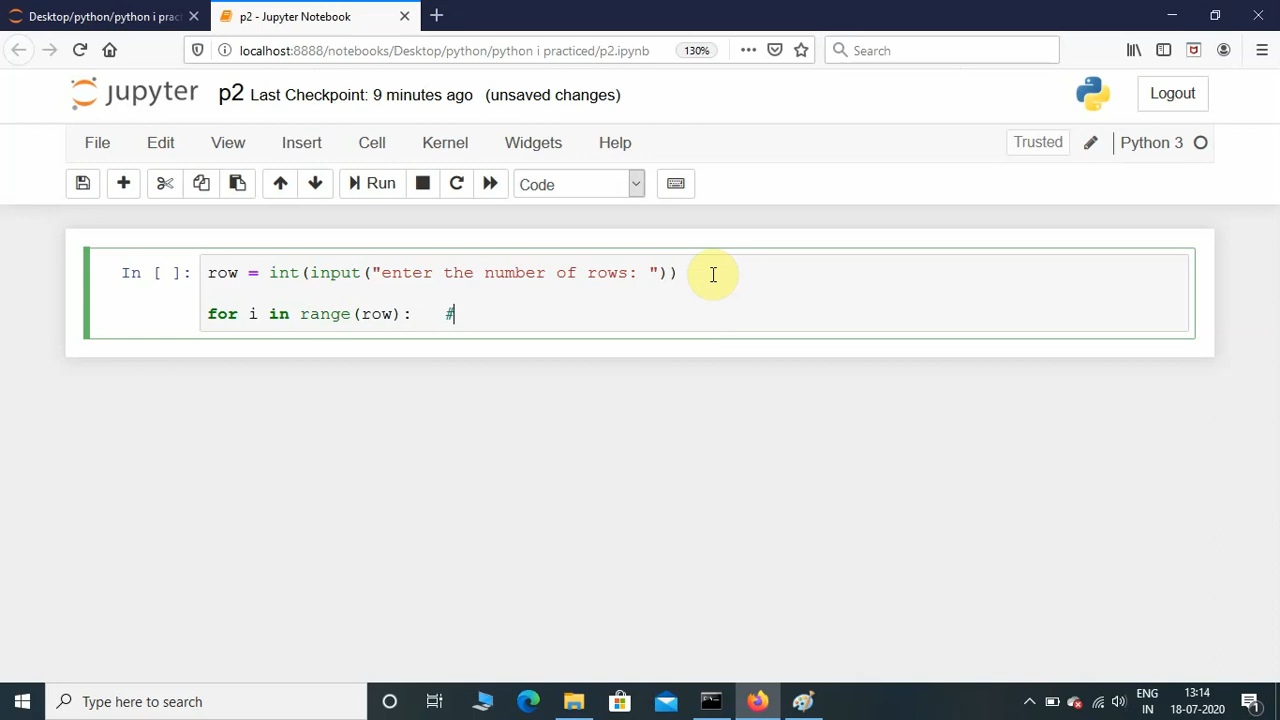 Desktop/python/python i prac
p2 - Jupyter Notebook
localhost:8888/notebooks/Desktop/python/python i practiced/p2.ipynb
130%
Search
jupyter
p2 Last Checkpoint: 9 minutes ago (unsaved changes)
Logout
File Edit View Insert Cell Kernel Widgets Help
Trusted
Python 3
Run
Code
In [ ]: row = int(input("enter the number of rows: "))
for i in range(row): #
Type here to search
ENG 13:14
IN 18-07-2020
1